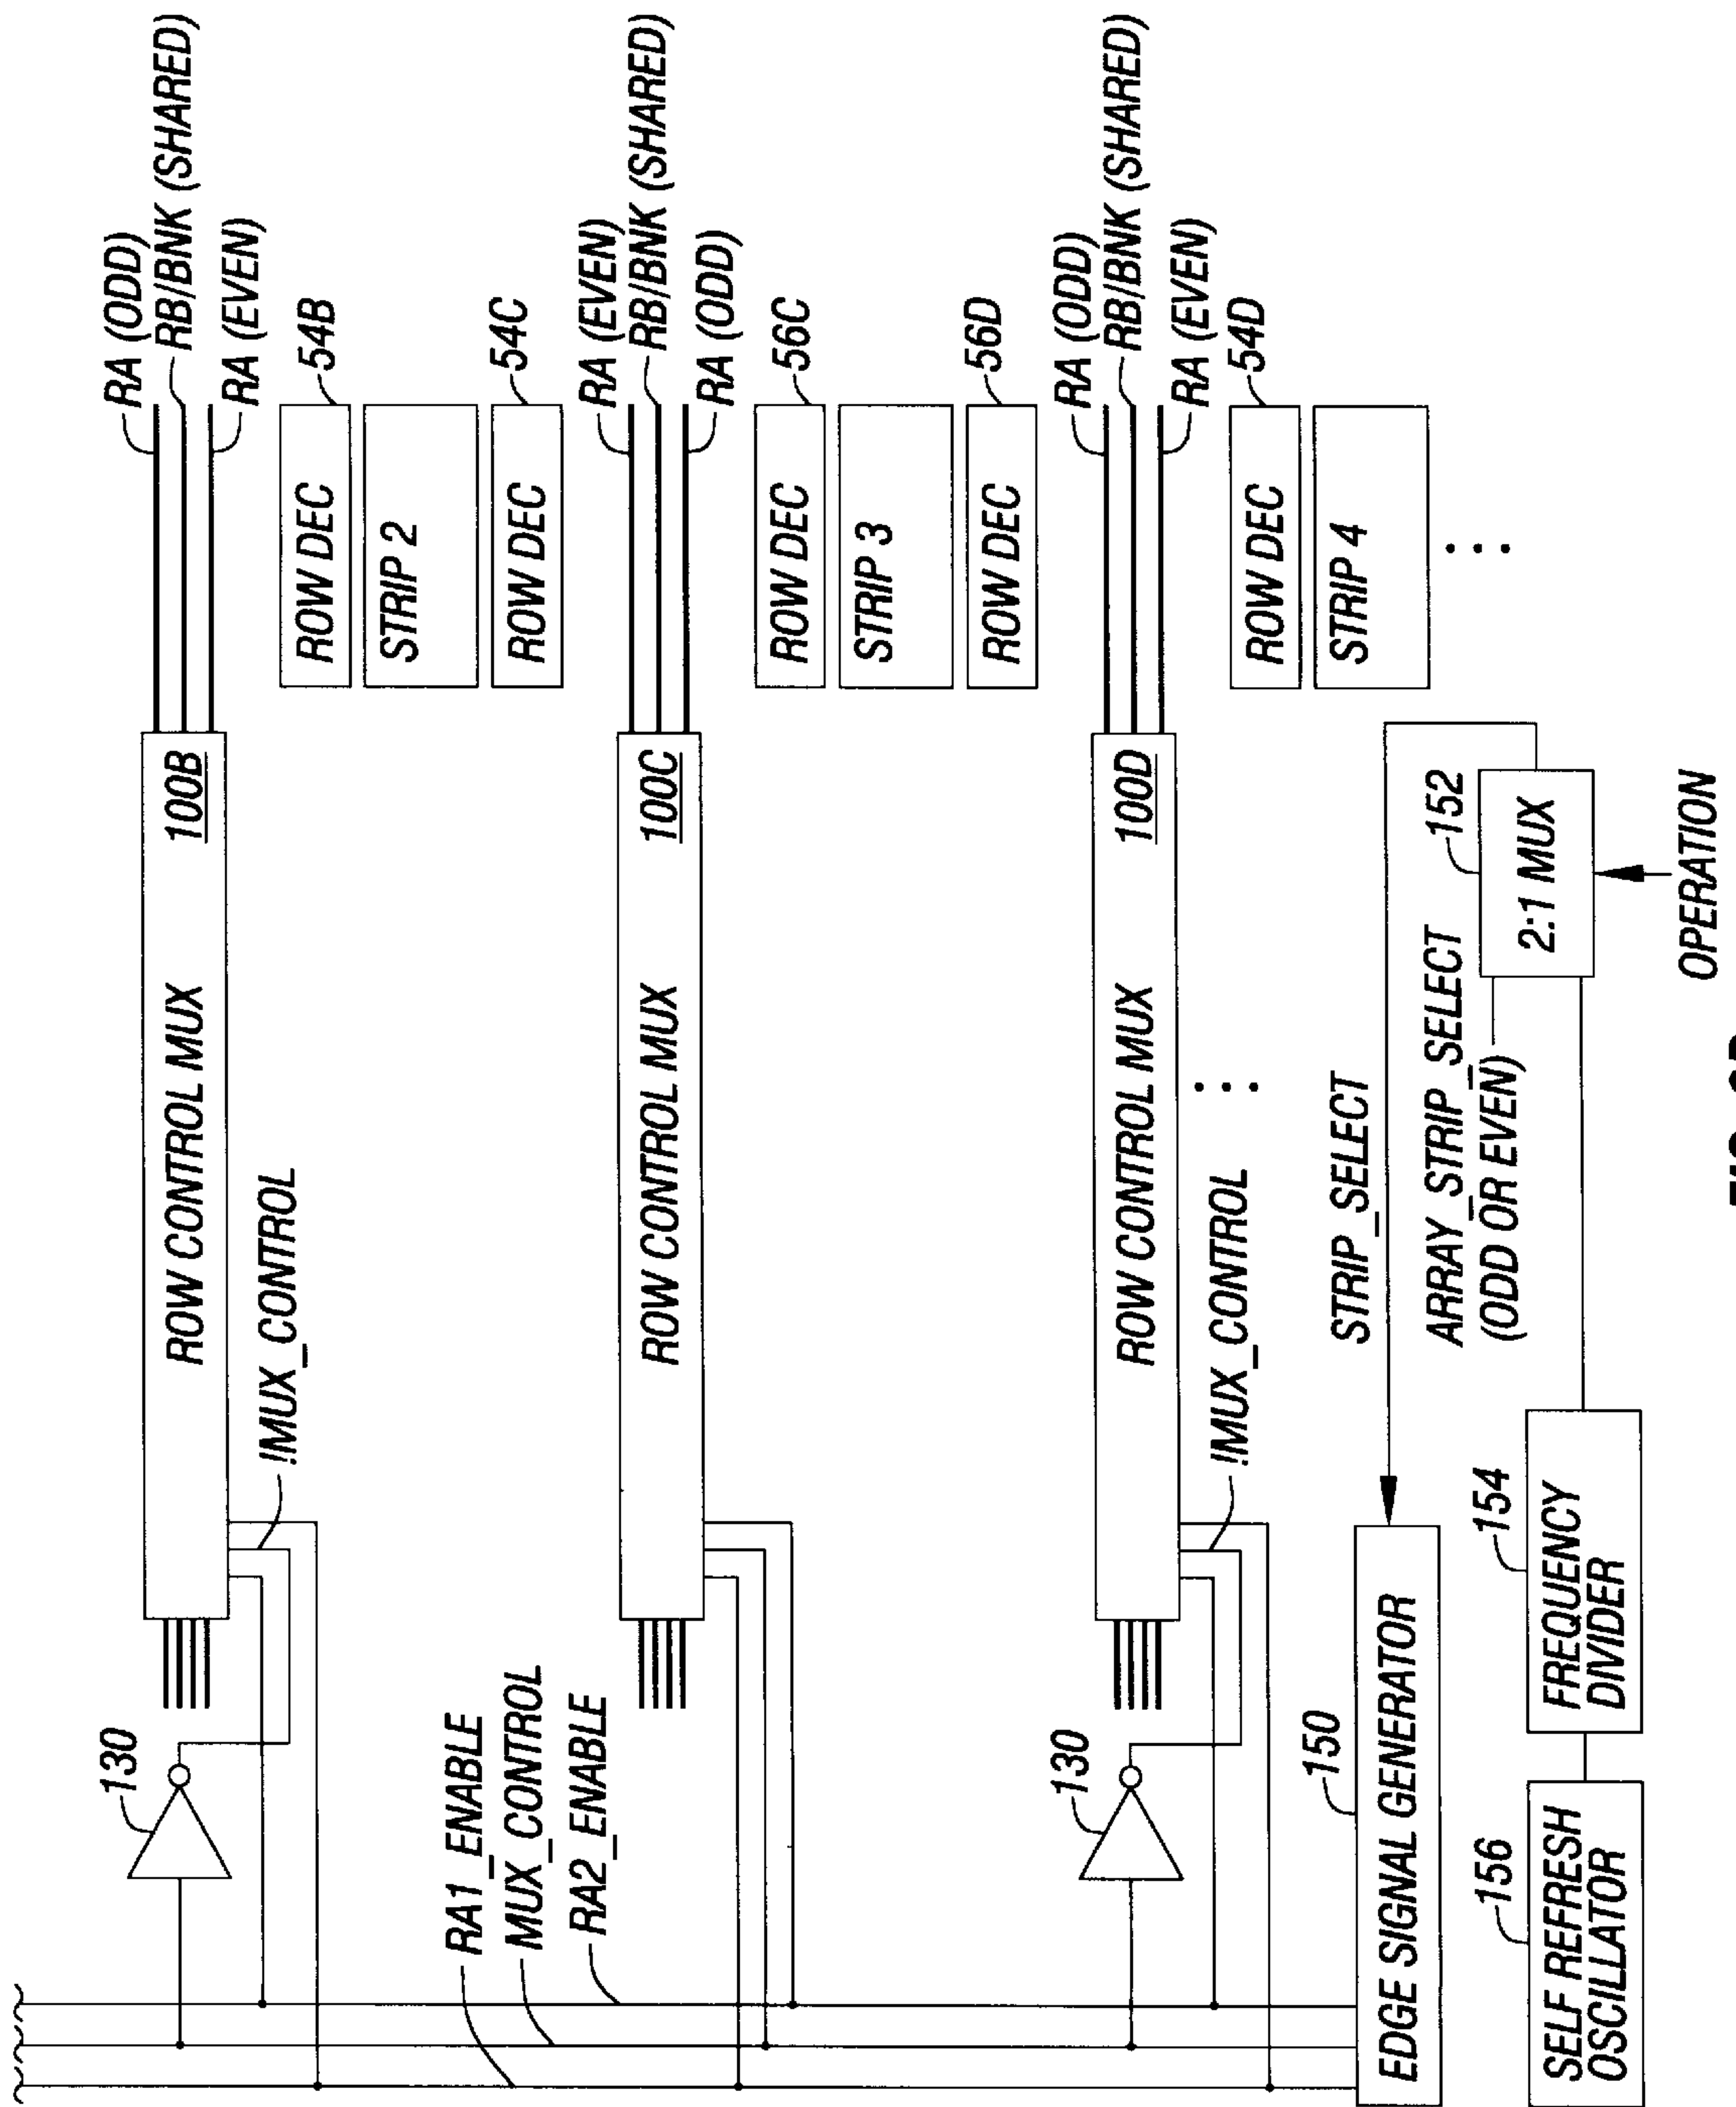 RA (ODD)
RB/BNK (SHARED)
RA (EVEN)
ROW CONTROL MUX
100B
!MUX_CONTROL
130
ROW DEC
54B
STRIP 2
ROW DEC
54C
RA1_ENABLE
MUX_CONTROL
RA2_ENABLE
ROW CONTROL MUX
100C
RA (EVEN)
RB/BNK (SHARED)
RA (ODD)
ROW DEC
56C
STRIP 3
ROW DEC
56D
130
ROW CONTROL MUX
100D
!MUX_CONTROL
RA (ODD)
RB/BNK (SHARED)
RA (EVEN)
ROW DEC
54D
STRIP 4
150
EDGE SIGNAL GENERATOR
STRIP_SELECT
ARRAY_STRIP_SELECT
(ODD OR EVEN)
152
2:1 MUX
OPERATION
154
FREQUENCY
DIVIDER
156
SELF REFRESH
OSCILLATOR